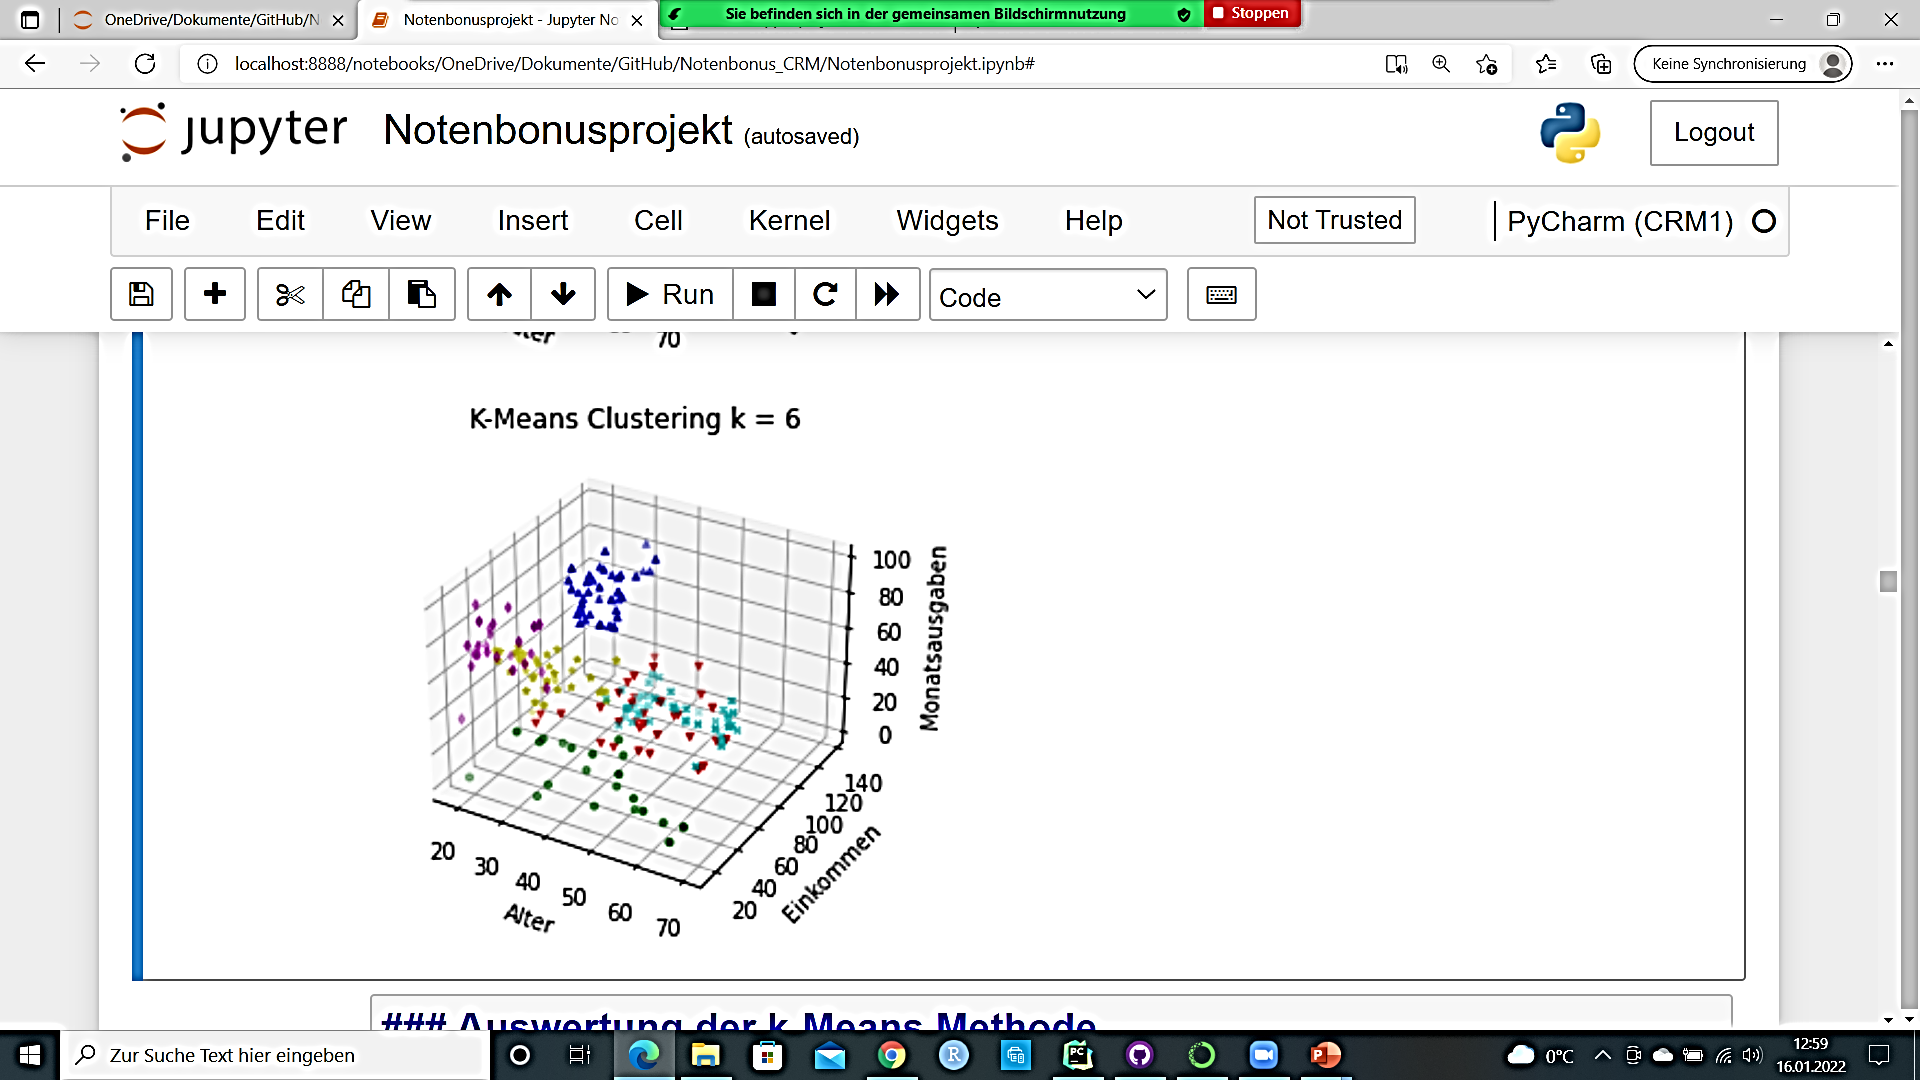 Sie befinden sich in der gemeinsamen Bildschirmnutzung
Stoppen
OneDrive/Dokumente/GitHub/N
Notenbonusprojekt - Jupyter No
localhost:8888/notebooks/OneDrive/Dokumente/GitHub/Notenbonus_CRM/Notenbonusprojekt.ipynb#
Keine Synchronisierung
jupyter Notenbonusprojekt (autosaved)
Logout
File Edit View Insert Cell Kernel Widgets Help Not Trusted PyCharm (CRM1)
Run Code
Alter 70
K-Means Clustering k = 6
100
80
60
40
20
0
Monatsausgaben
140
120
100
80
60
40
20
Einkommen
20
30
40
50
60
70
Alter
### Auswertung der k Means Methode
Zur Suche Text hier eingeben
R
PC
P
0°C
12:59
16.01.2022